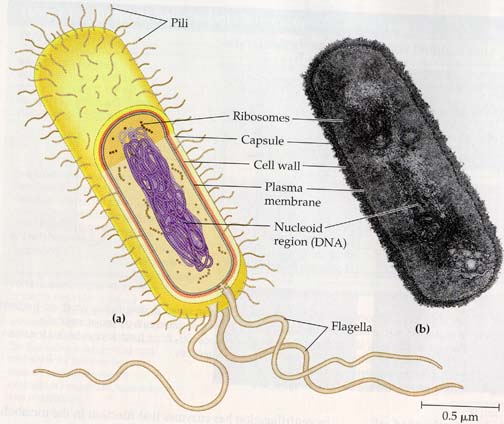 Pili
Ribosomes
Capsule
Cell wall
Plasma
membrane
Nucleoid
region (DNA)
(a)
Flagella
(b)
0.5 μm